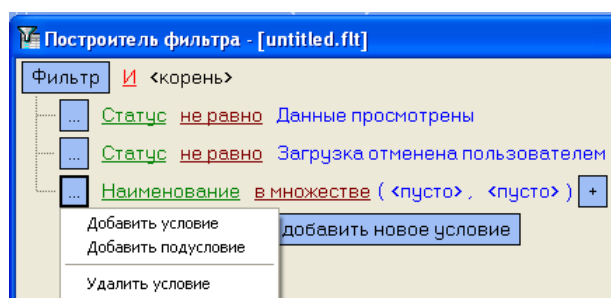 Построитель фильтра - [untitled.flt]
Фильтр И <корень>
... Статус не равно Данные просмотрены
... Статус не равно Загрузка отменена пользователем
... Наименование в множестве ( <пусто> , <пусто> ) +
Добавить условие
добавить новое условие
Добавить подусловие
Удалить условие